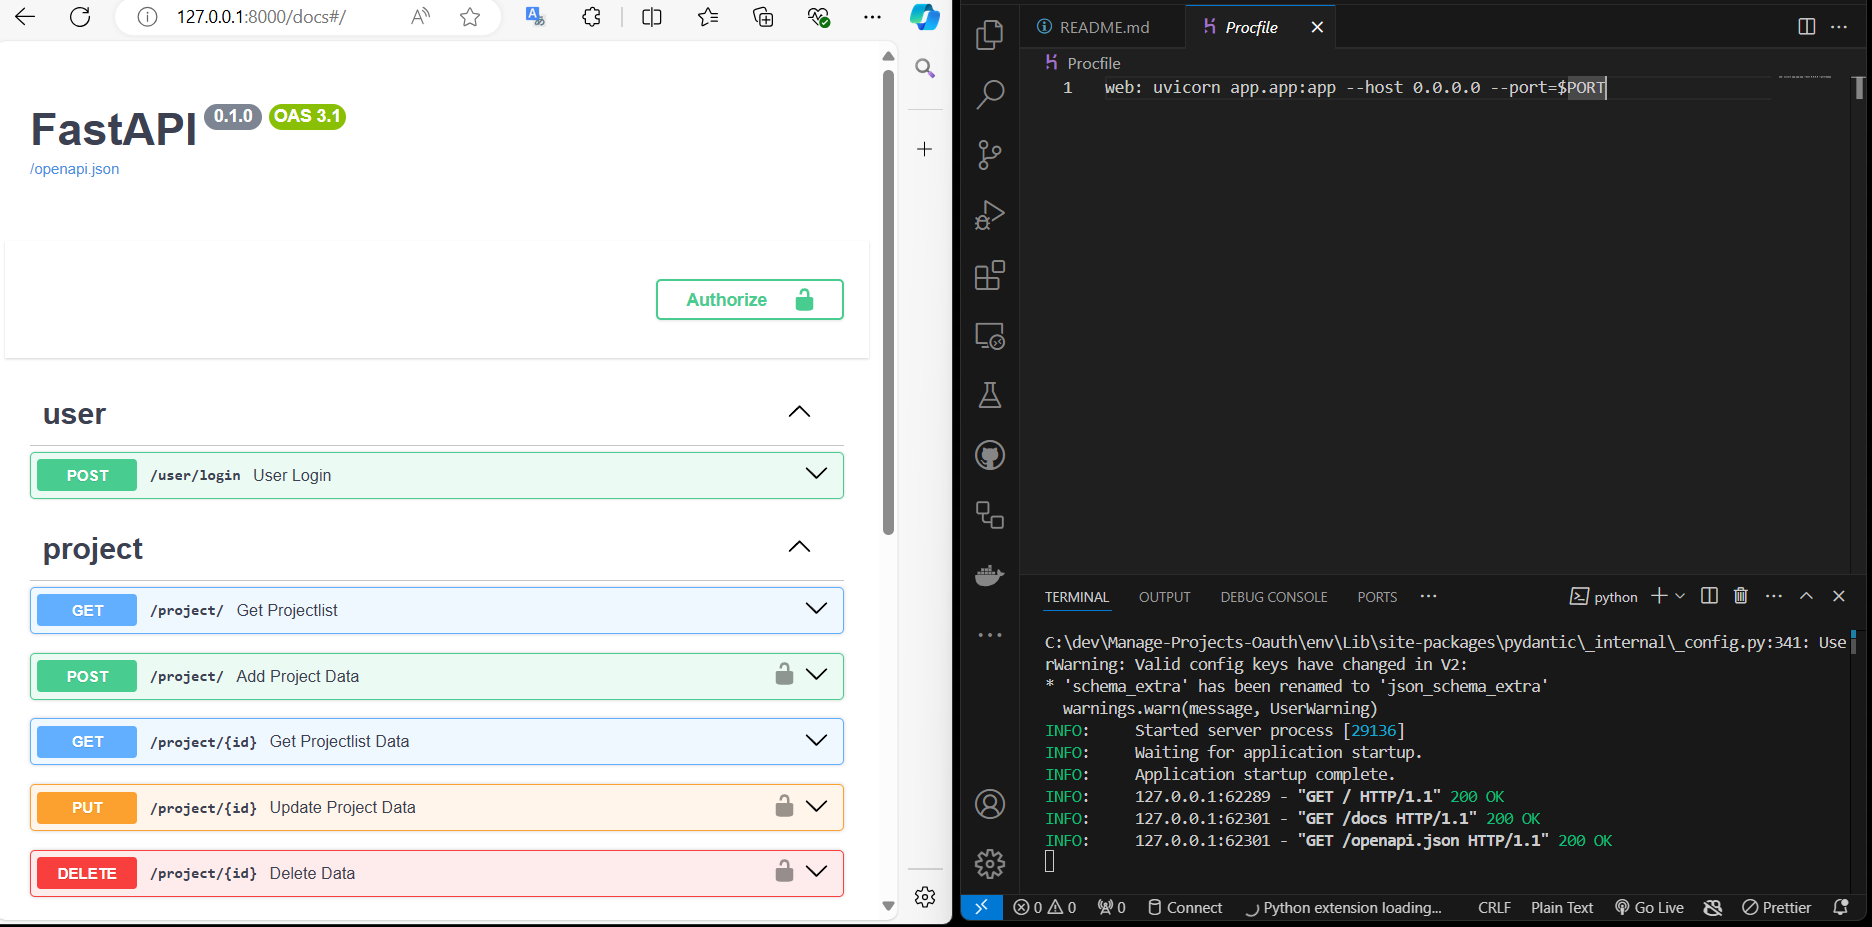 127.0.0.1:8000/docs#/
FastAPI 0.1.0 OAS 3.1
/openapi.json
Authorize
user
POST /user/login User Login
project
GET /project/ Get Projectlist
POST /project/ Add Project Data
GET /project/{id} Get Projectlist Data
PUT /project/{id} Update Project Data
DELETE /project/{id} Delete Data
README.md Procfile
Procfile
1 web: uvicorn app.app:app --host 0.0.0.0 --port=$PORT
TERMINAL OUTPUT DEBUG CONSOLE PORTS python
C:\dev\Manage-Projects-Oauth\env\Lib\site-packages\pydantic\_internal\_config.py:341: Use
rWarning: Valid config keys have changed in V2:
* 'schema_extra' has been renamed to 'json_schema_extra'
warnings.warn(message, UserWarning)
INFO: Started server process [29136]
INFO: Waiting for application startup.
INFO: Application startup complete.
INFO: 127.0.0.1:62289 - "GET / HTTP/1.1" 200 OK
INFO: 127.0.0.1:62301 - "GET /docs HTTP/1.1" 200 OK
INFO: 127.0.0.1:62301 - "GET /openapi.json HTTP/1.1" 200 OK
0 0 0 Connect Python extension loading... CRLF Plain Text Go Live Prettier